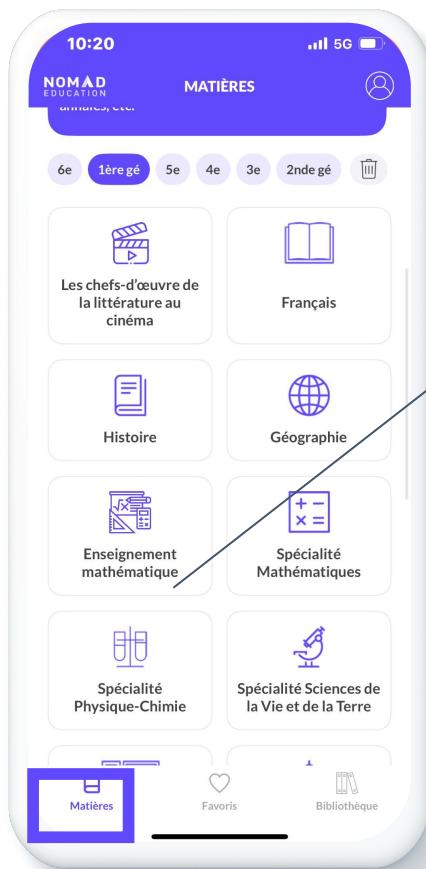 10:20
5G
NOMAD
EDUCATION
MATIÈRES
annales, etc.
6e
1ère gé
5e
4e
3e
2nde gé
Les chefs-d'œuvre de
la littérature au
cinéma
Français
Histoire
Géographie
Enseignement
mathématique
Spécialité
Mathématiques
Spécialité
Physique-Chimie
Spécialité Sciences de
la Vie et de la Terre
Matières
Favoris
Bibliothèque